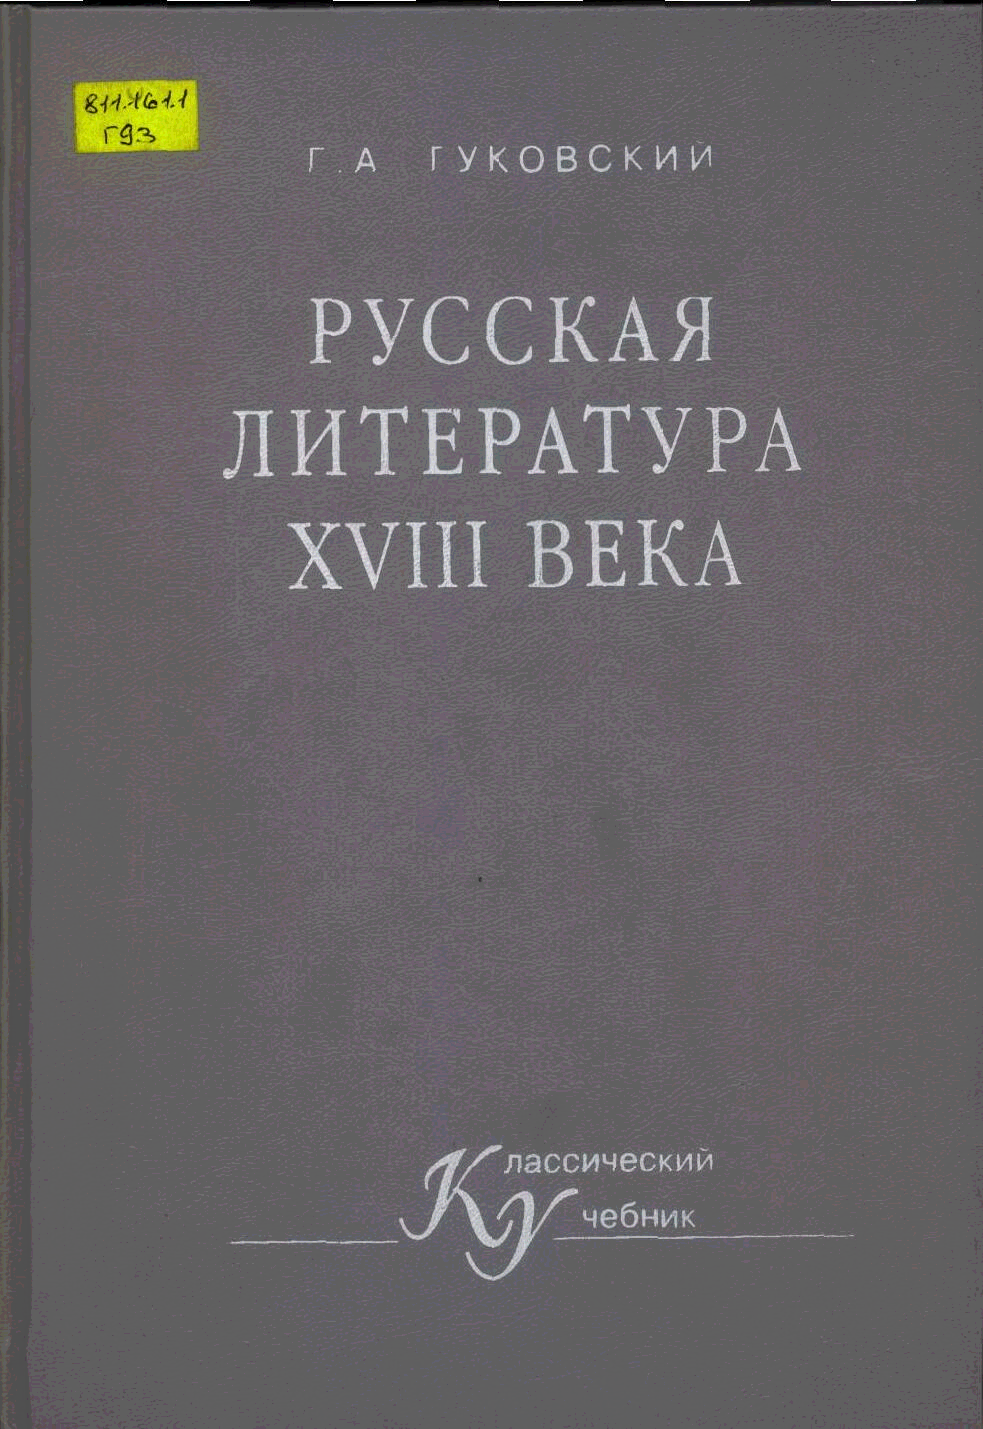 811.161.1
Г93
Г. А ГУКОВСКИЙ
РУССКАЯ
ЛИТЕРАТУРА
XVIII ВЕКА
Классический
Учебник